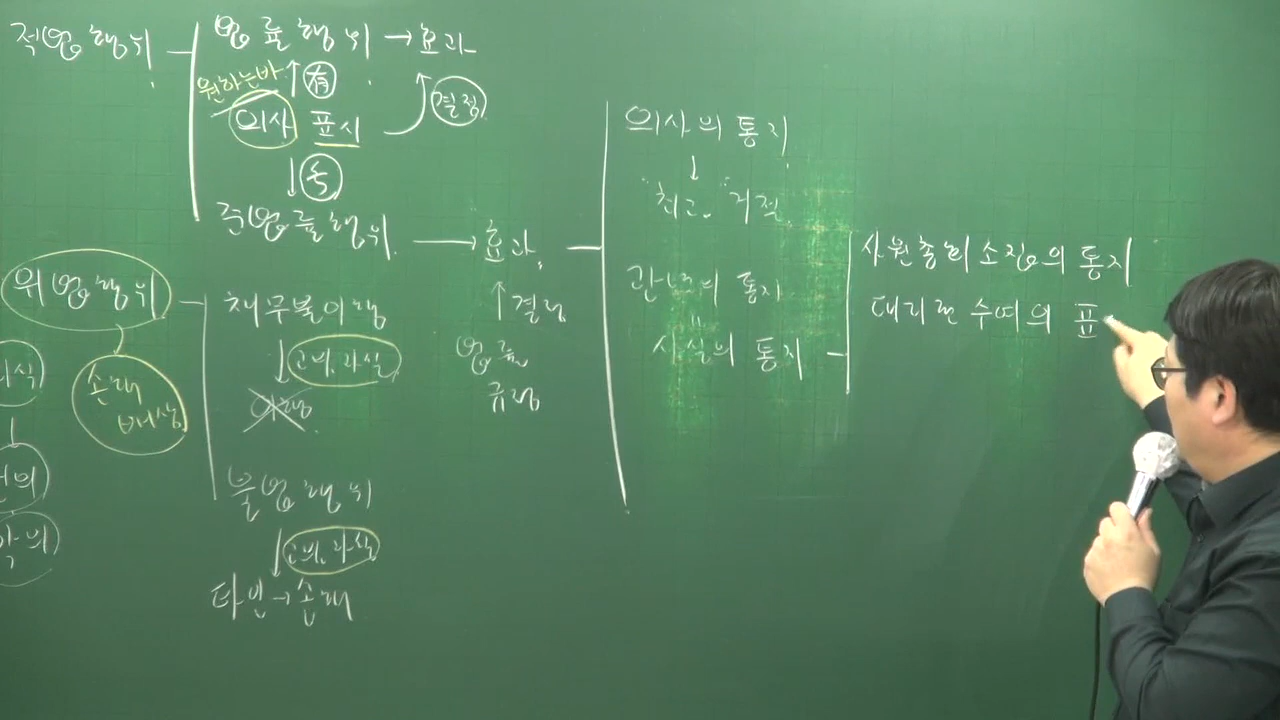 적법행위
법률행위 → 효과
원하는바 有
결정
의사 표시
준법률행위 → 효과
결정
법률
규정
의사의 통지
최고, 거절
관념의 통지
사실의 통지
사원총회소집의 통지
대리권 수여의 표
위법행위
손해
배상
채무불이행
고의, 과실
이행
불법행위
고의, 과실
타인 → 손해